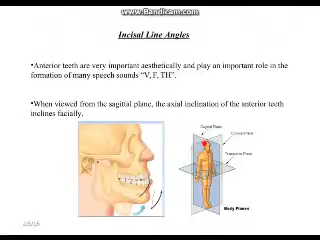 www.Bandicam.com
Incisal Line Angles
•Anterior teeth are very important aesthetically and play an important role in the
formation of many speech sounds “V, F, TH”.
•When viewed from the sagittal plane, the axial inclination of the anterior teeth
inclines facially.
Sagittal Plane
Coronal Plane
Transverse Plane
Body Planes